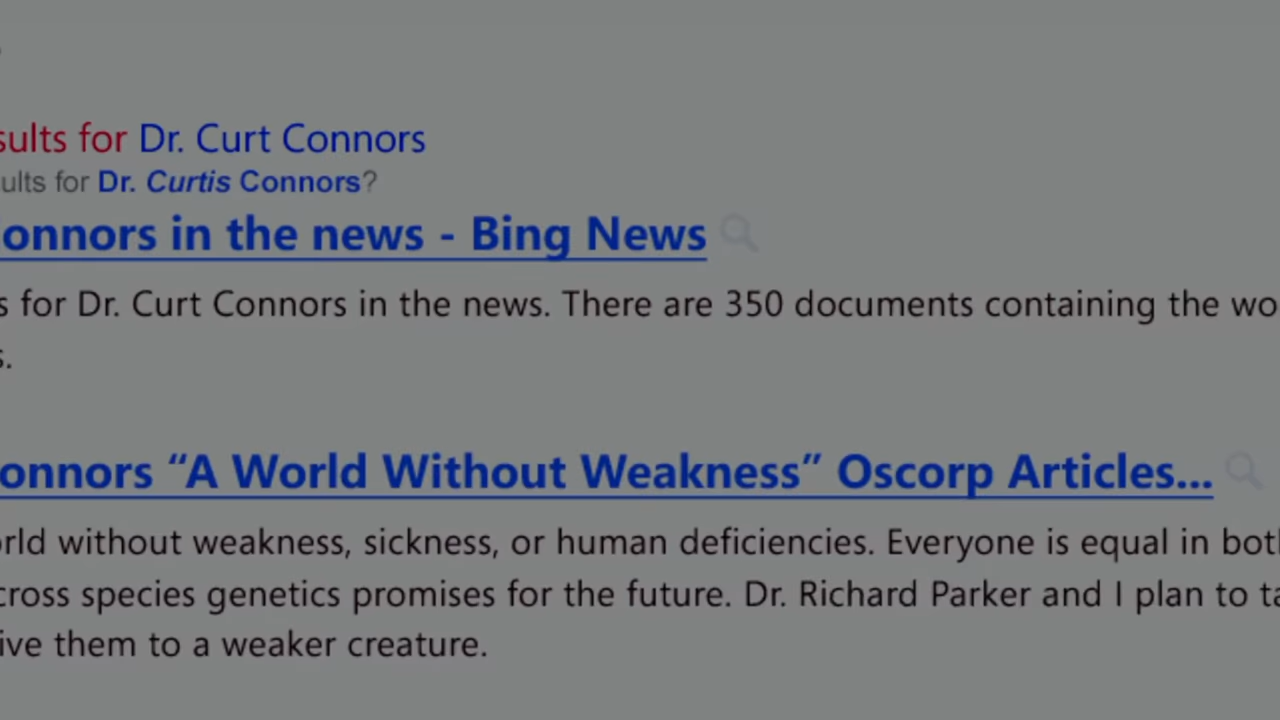 sults for Dr. Curt Connors
ults for Dr. Curtis Connors?
onnors in the news - Bing News
s for Dr. Curt Connors in the news. There are 350 documents containing the wo
s.
onnors “A World Without Weakness” Oscorp Articles...
rld without weakness, sickness, or human deficiencies. Everyone is equal in both
cross species genetics promises for the future. Dr. Richard Parker and I plan to ta
ive them to a weaker creature.